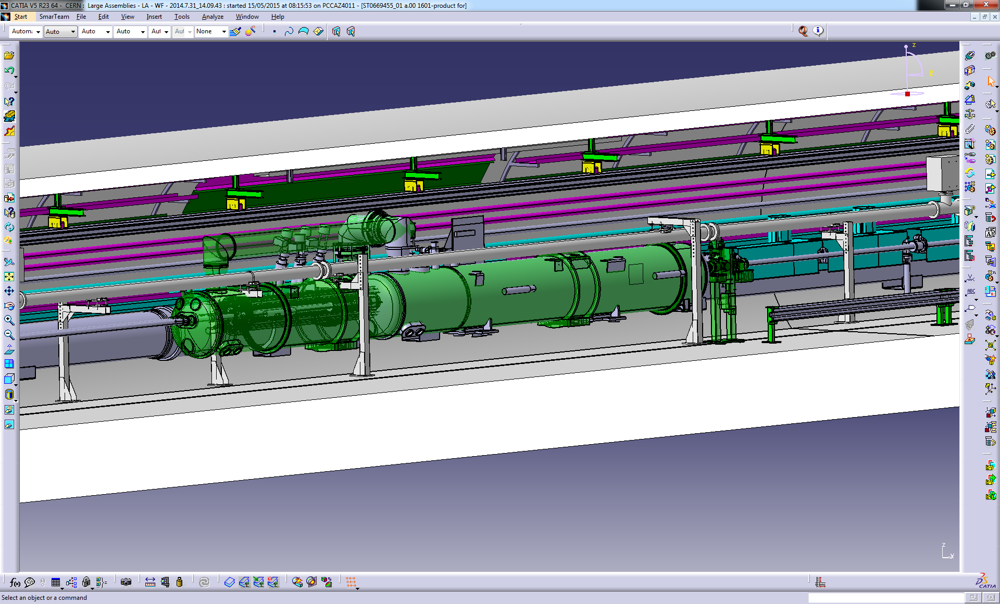 CATIA V5 R23 64 - CERN : Large Assemblies - LA - WF - 2014.7.31_14.09.43 : started 15/05/2015 at 08:15:53 on PCCAZ4011 - [ST0669455_01 a.00 1601-product for]
Start SmarTeam File Edit View Insert Tools Analyze Window Help
Autom Auto Auto Auto Aut Aut None
z
z
ABC
CATIA
Select an object or a command